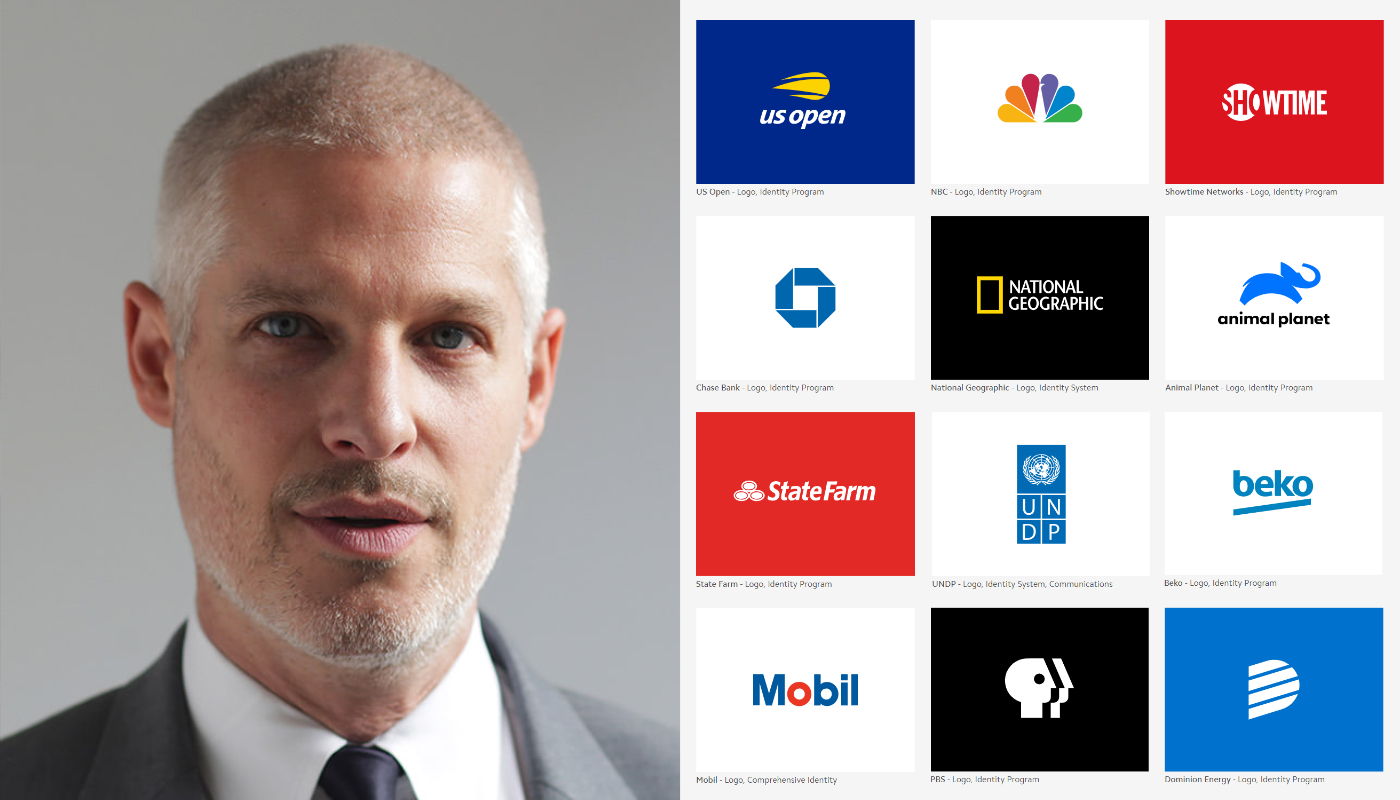 us open
SHOWTIME
US Open - Logo, Identity Program
NBC - Logo, Identity Program
Showtime Networks - Logo, Identity Program
NATIONAL
GEOGRAPHIC
animal planet
Chase Bank - Logo, Identity Program
National Geographic - Logo, Identity System
Animal Planet - Logo, Identity Program
State Farm
U N
D P
beko
State Farm - Logo, Identity Program
UNDP - Logo, Identity System, Communications
Beko - Logo, Identity Program
Mobil
Mobil - Logo, Comprehensive Identity
PBS - Logo, Identity Program
Dominion Energy - Logo, Identity Program